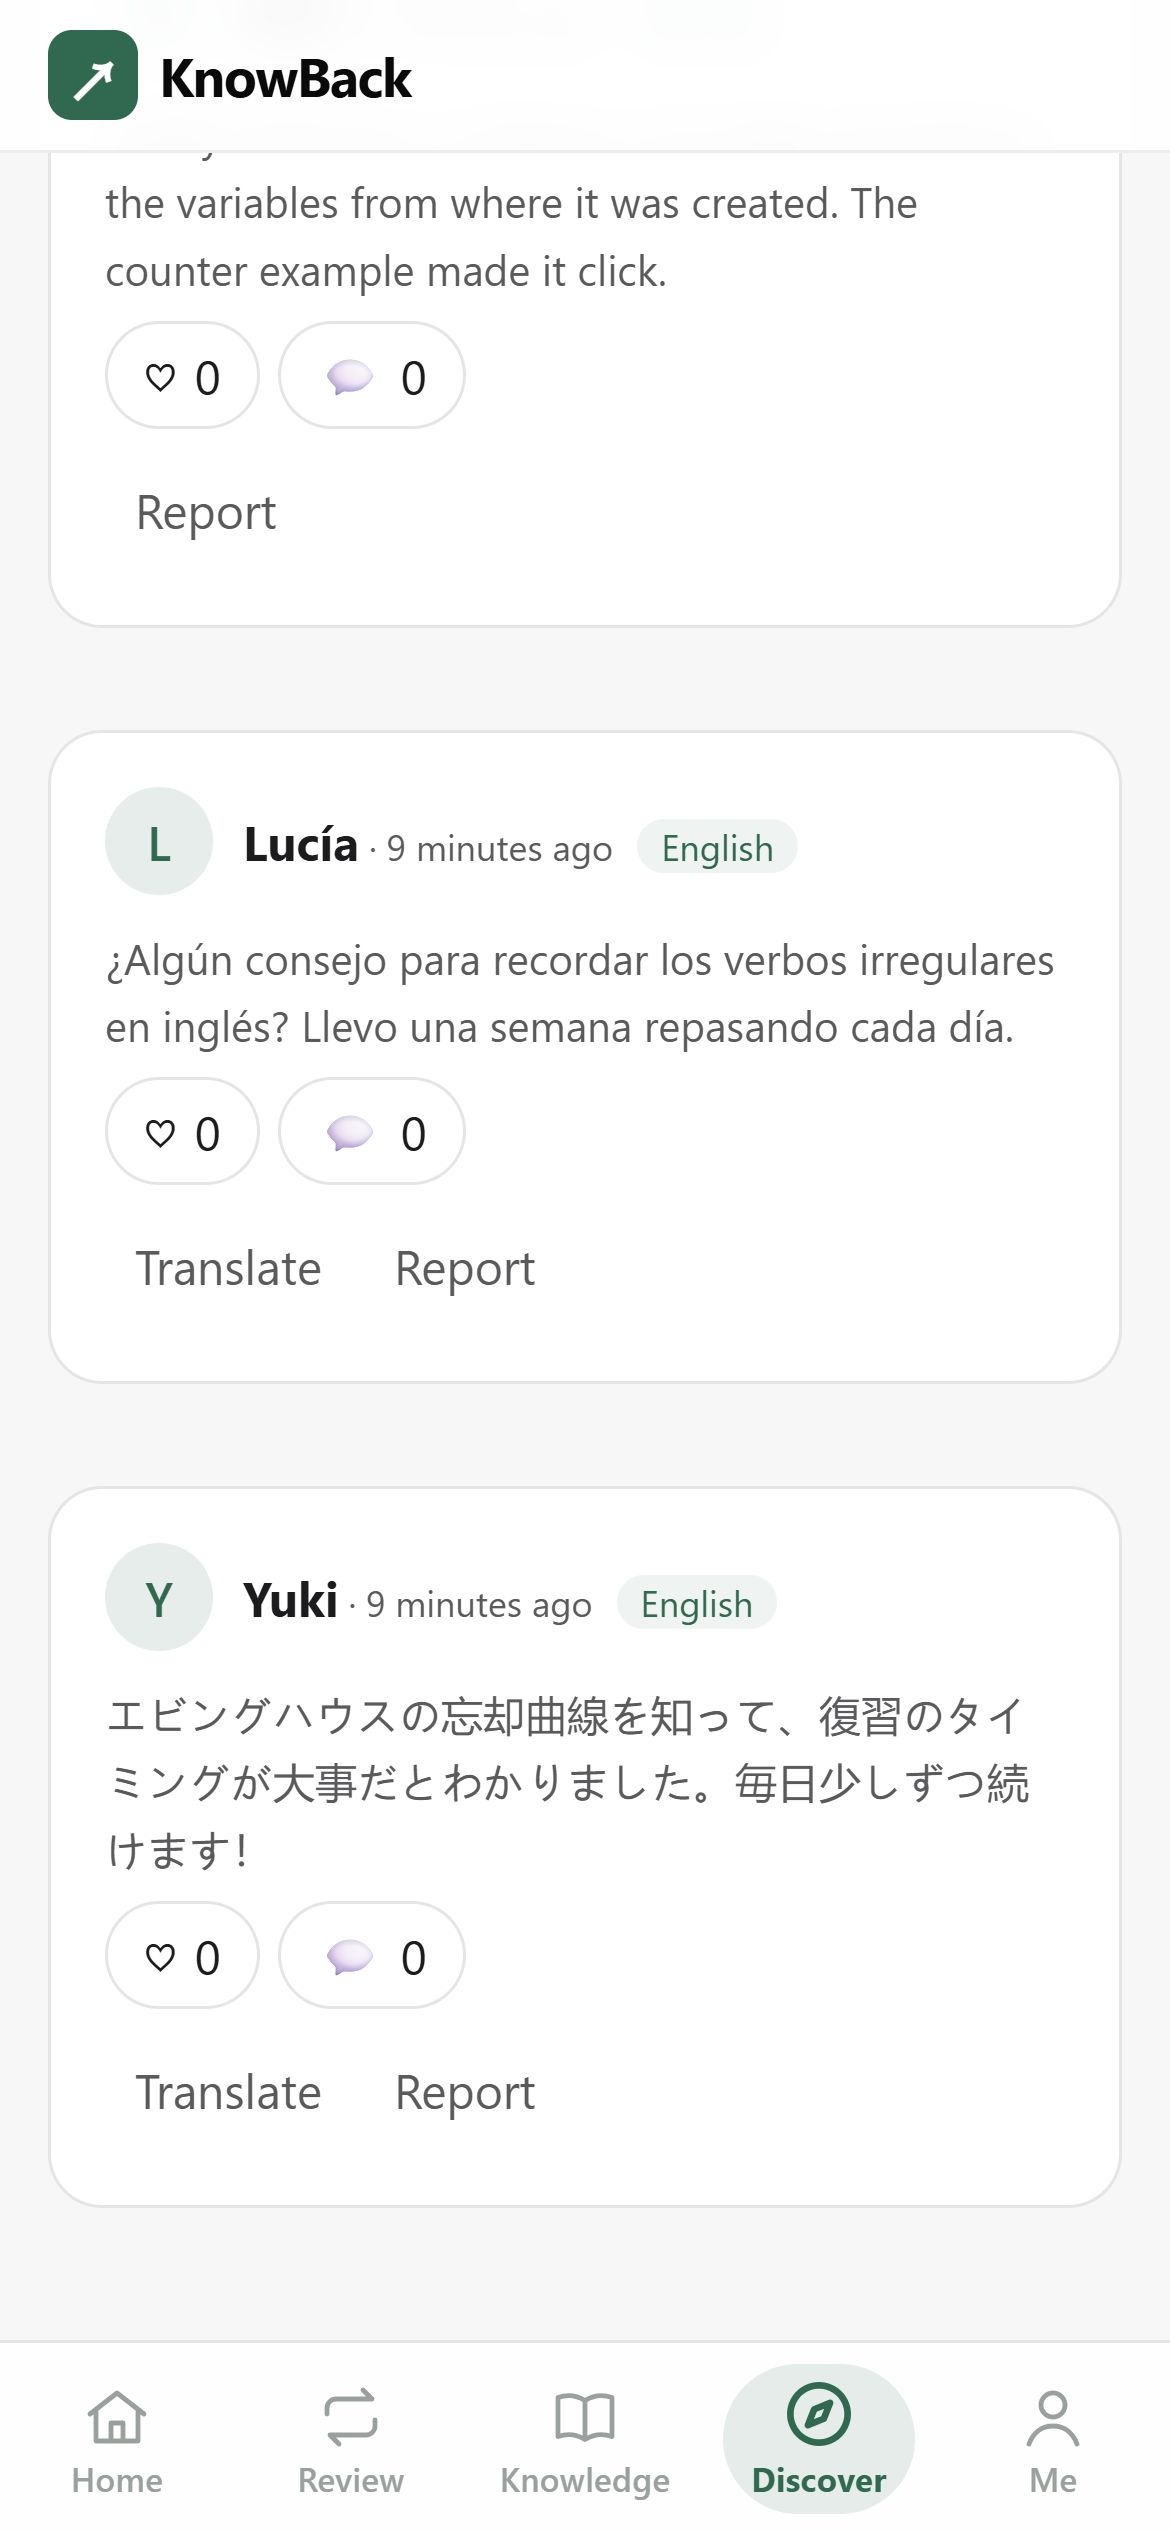 KnowBack
the variables from where it was created. The
counter example made it click.
♡ 0 0
Report
L
Lucía · 9 minutes ago English
¿Algún consejo para recordar los verbos irregulares
en inglés? Llevo una semana repasando cada día.
♡ 0 0
Translate Report
Y
Yuki · 9 minutes ago English
エビングハウスの忘却曲線を知って、復習のタイ
ミングが大事だとわかりました。毎日少しずつ続
けます！
♡ 0 0
Translate Report
Home Review Knowledge Discover Me